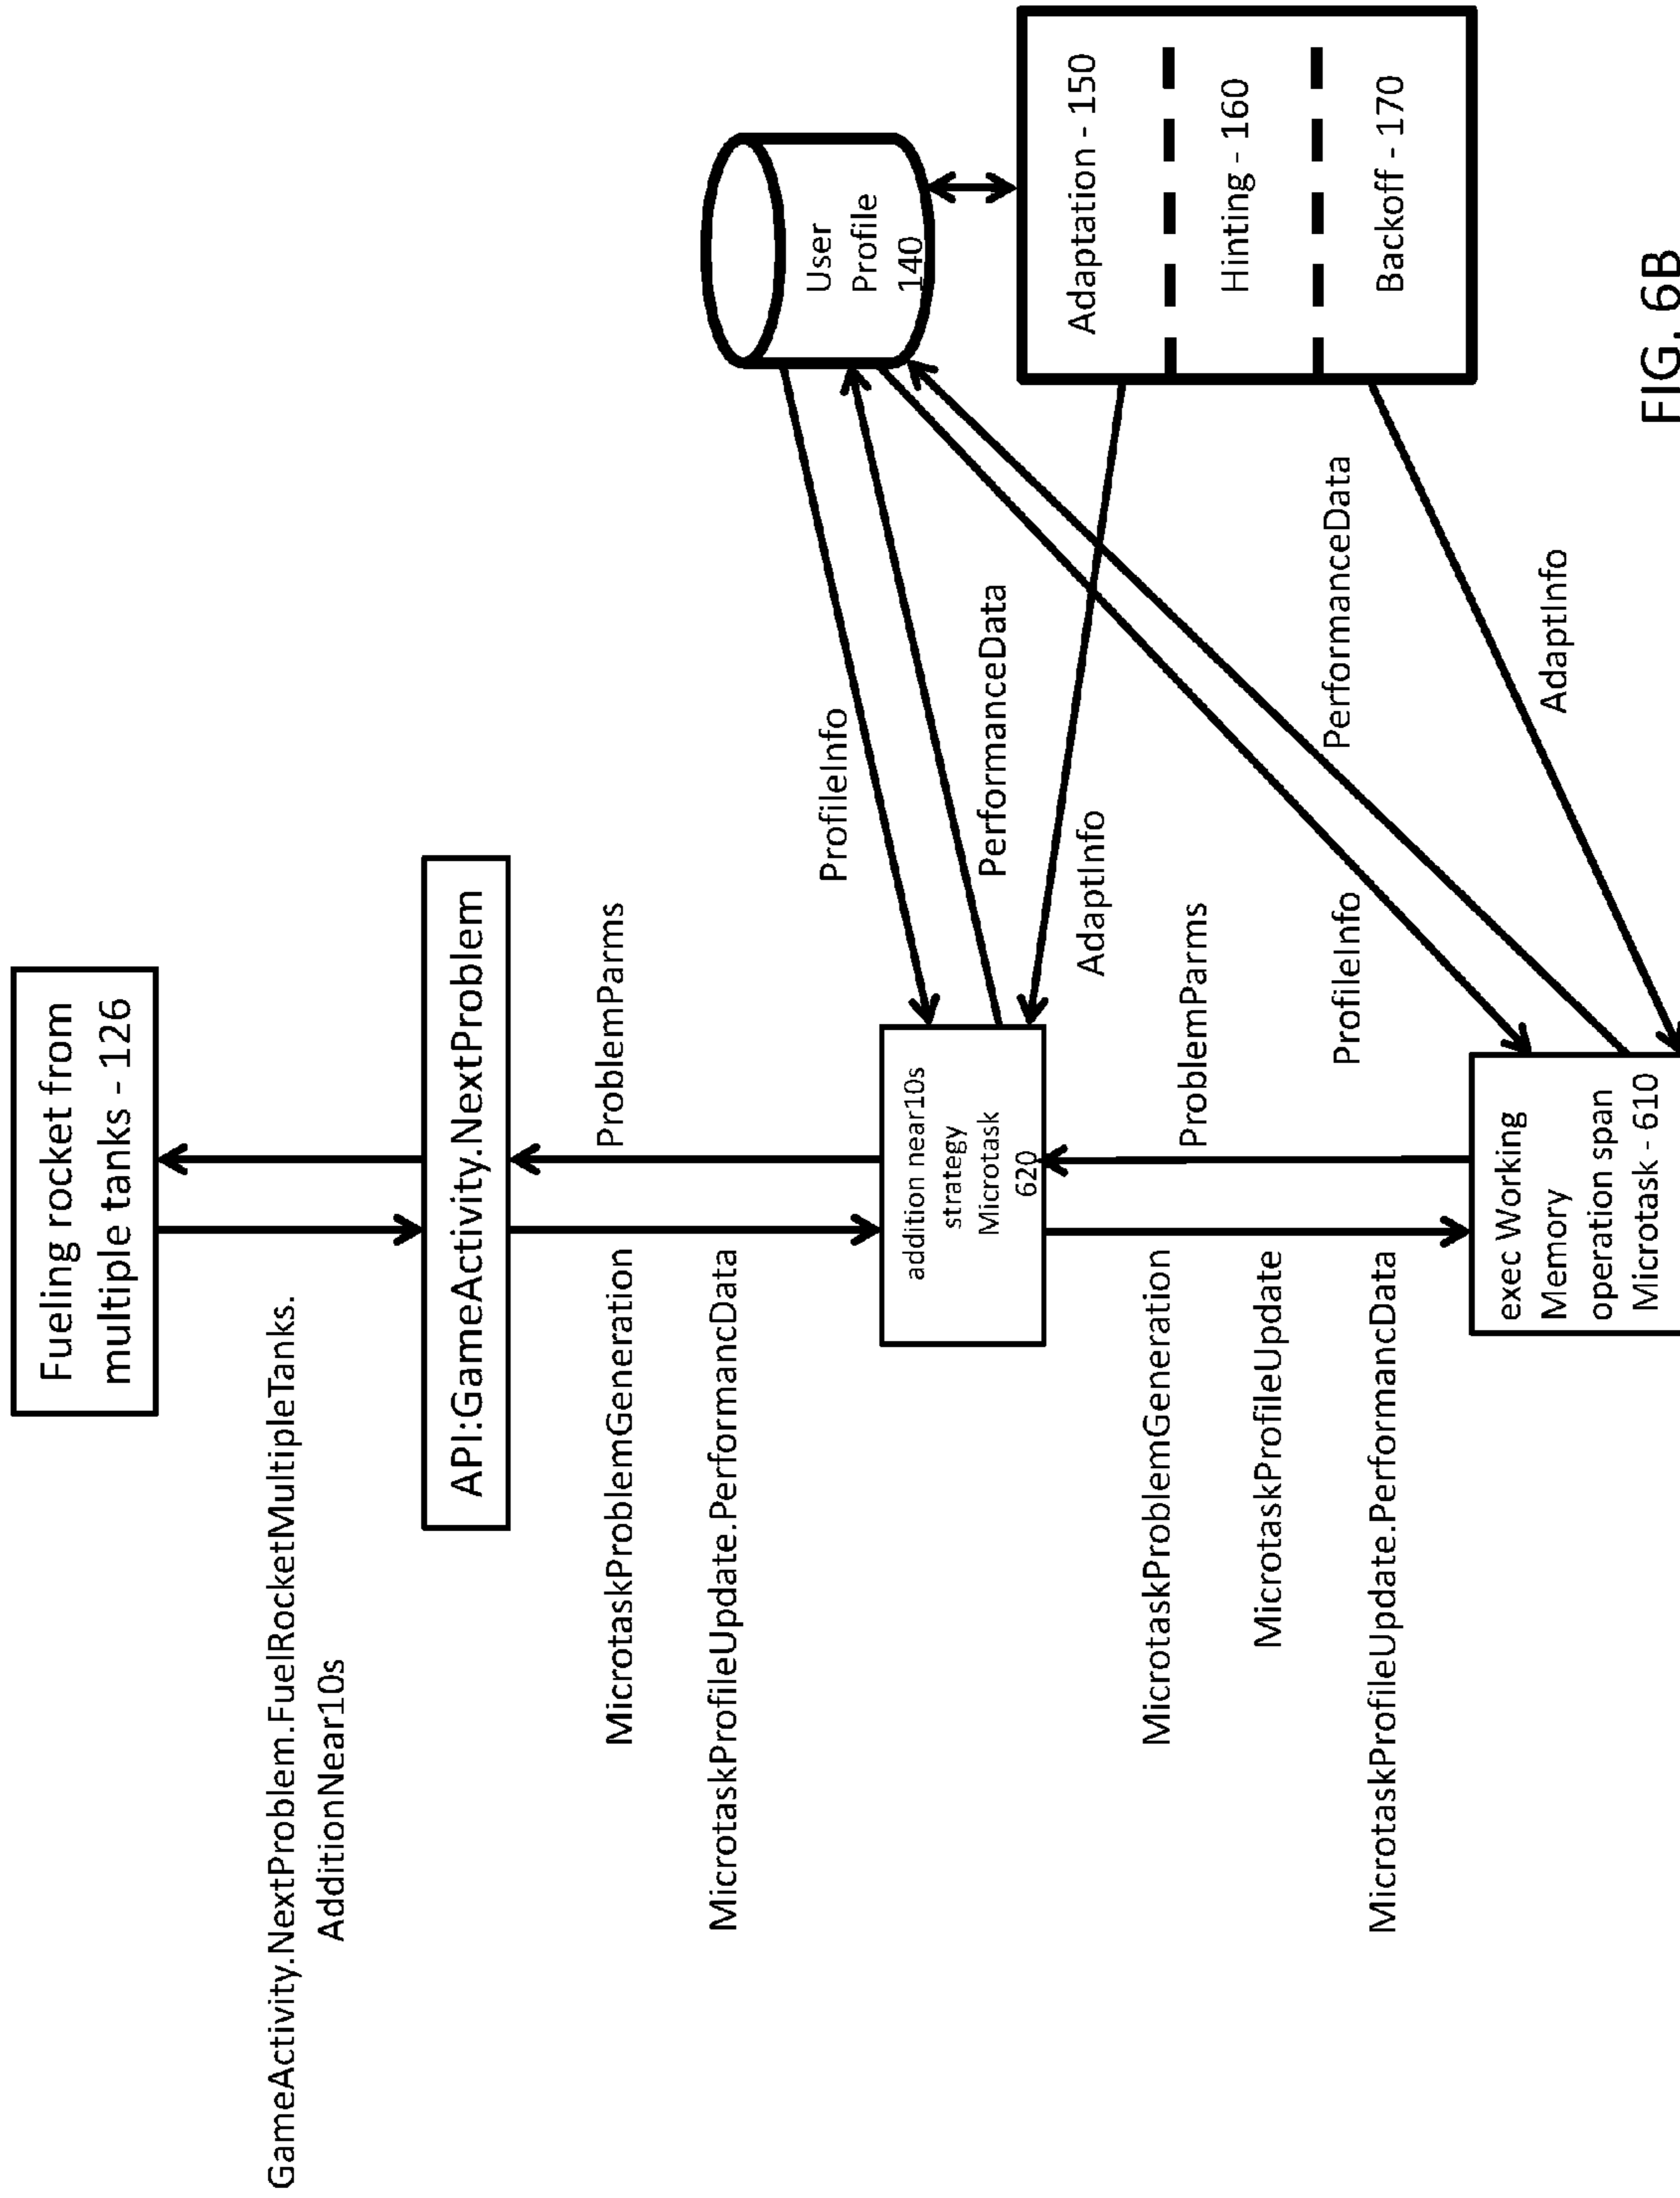 Fueling rocket from
multiple tanks - 126
GameActivity.NextProblem.FuelRocketMultipleTanks.
AdditionNear10s
API:GameActivity.NextProblem
MicrotaskProblemGeneration
ProblemParms
MicrotaskProfileUpdate.PerformancData
User
Profile
140
ProfileInfo
PerformanceData
addition near10s
strategy
Microtask
620
AdaptInfo
Adaptation - 150
Hinting - 160
Backoff - 170
MicrotaskProblemGeneration
ProblemParms
MicrotaskProfileUpdate
ProfileInfo
PerformanceData
MicrotaskProfileUpdate.PerformancData
AdaptInfo
exec Working
Memory
operation span
Microtask - 610
FIG. 6B